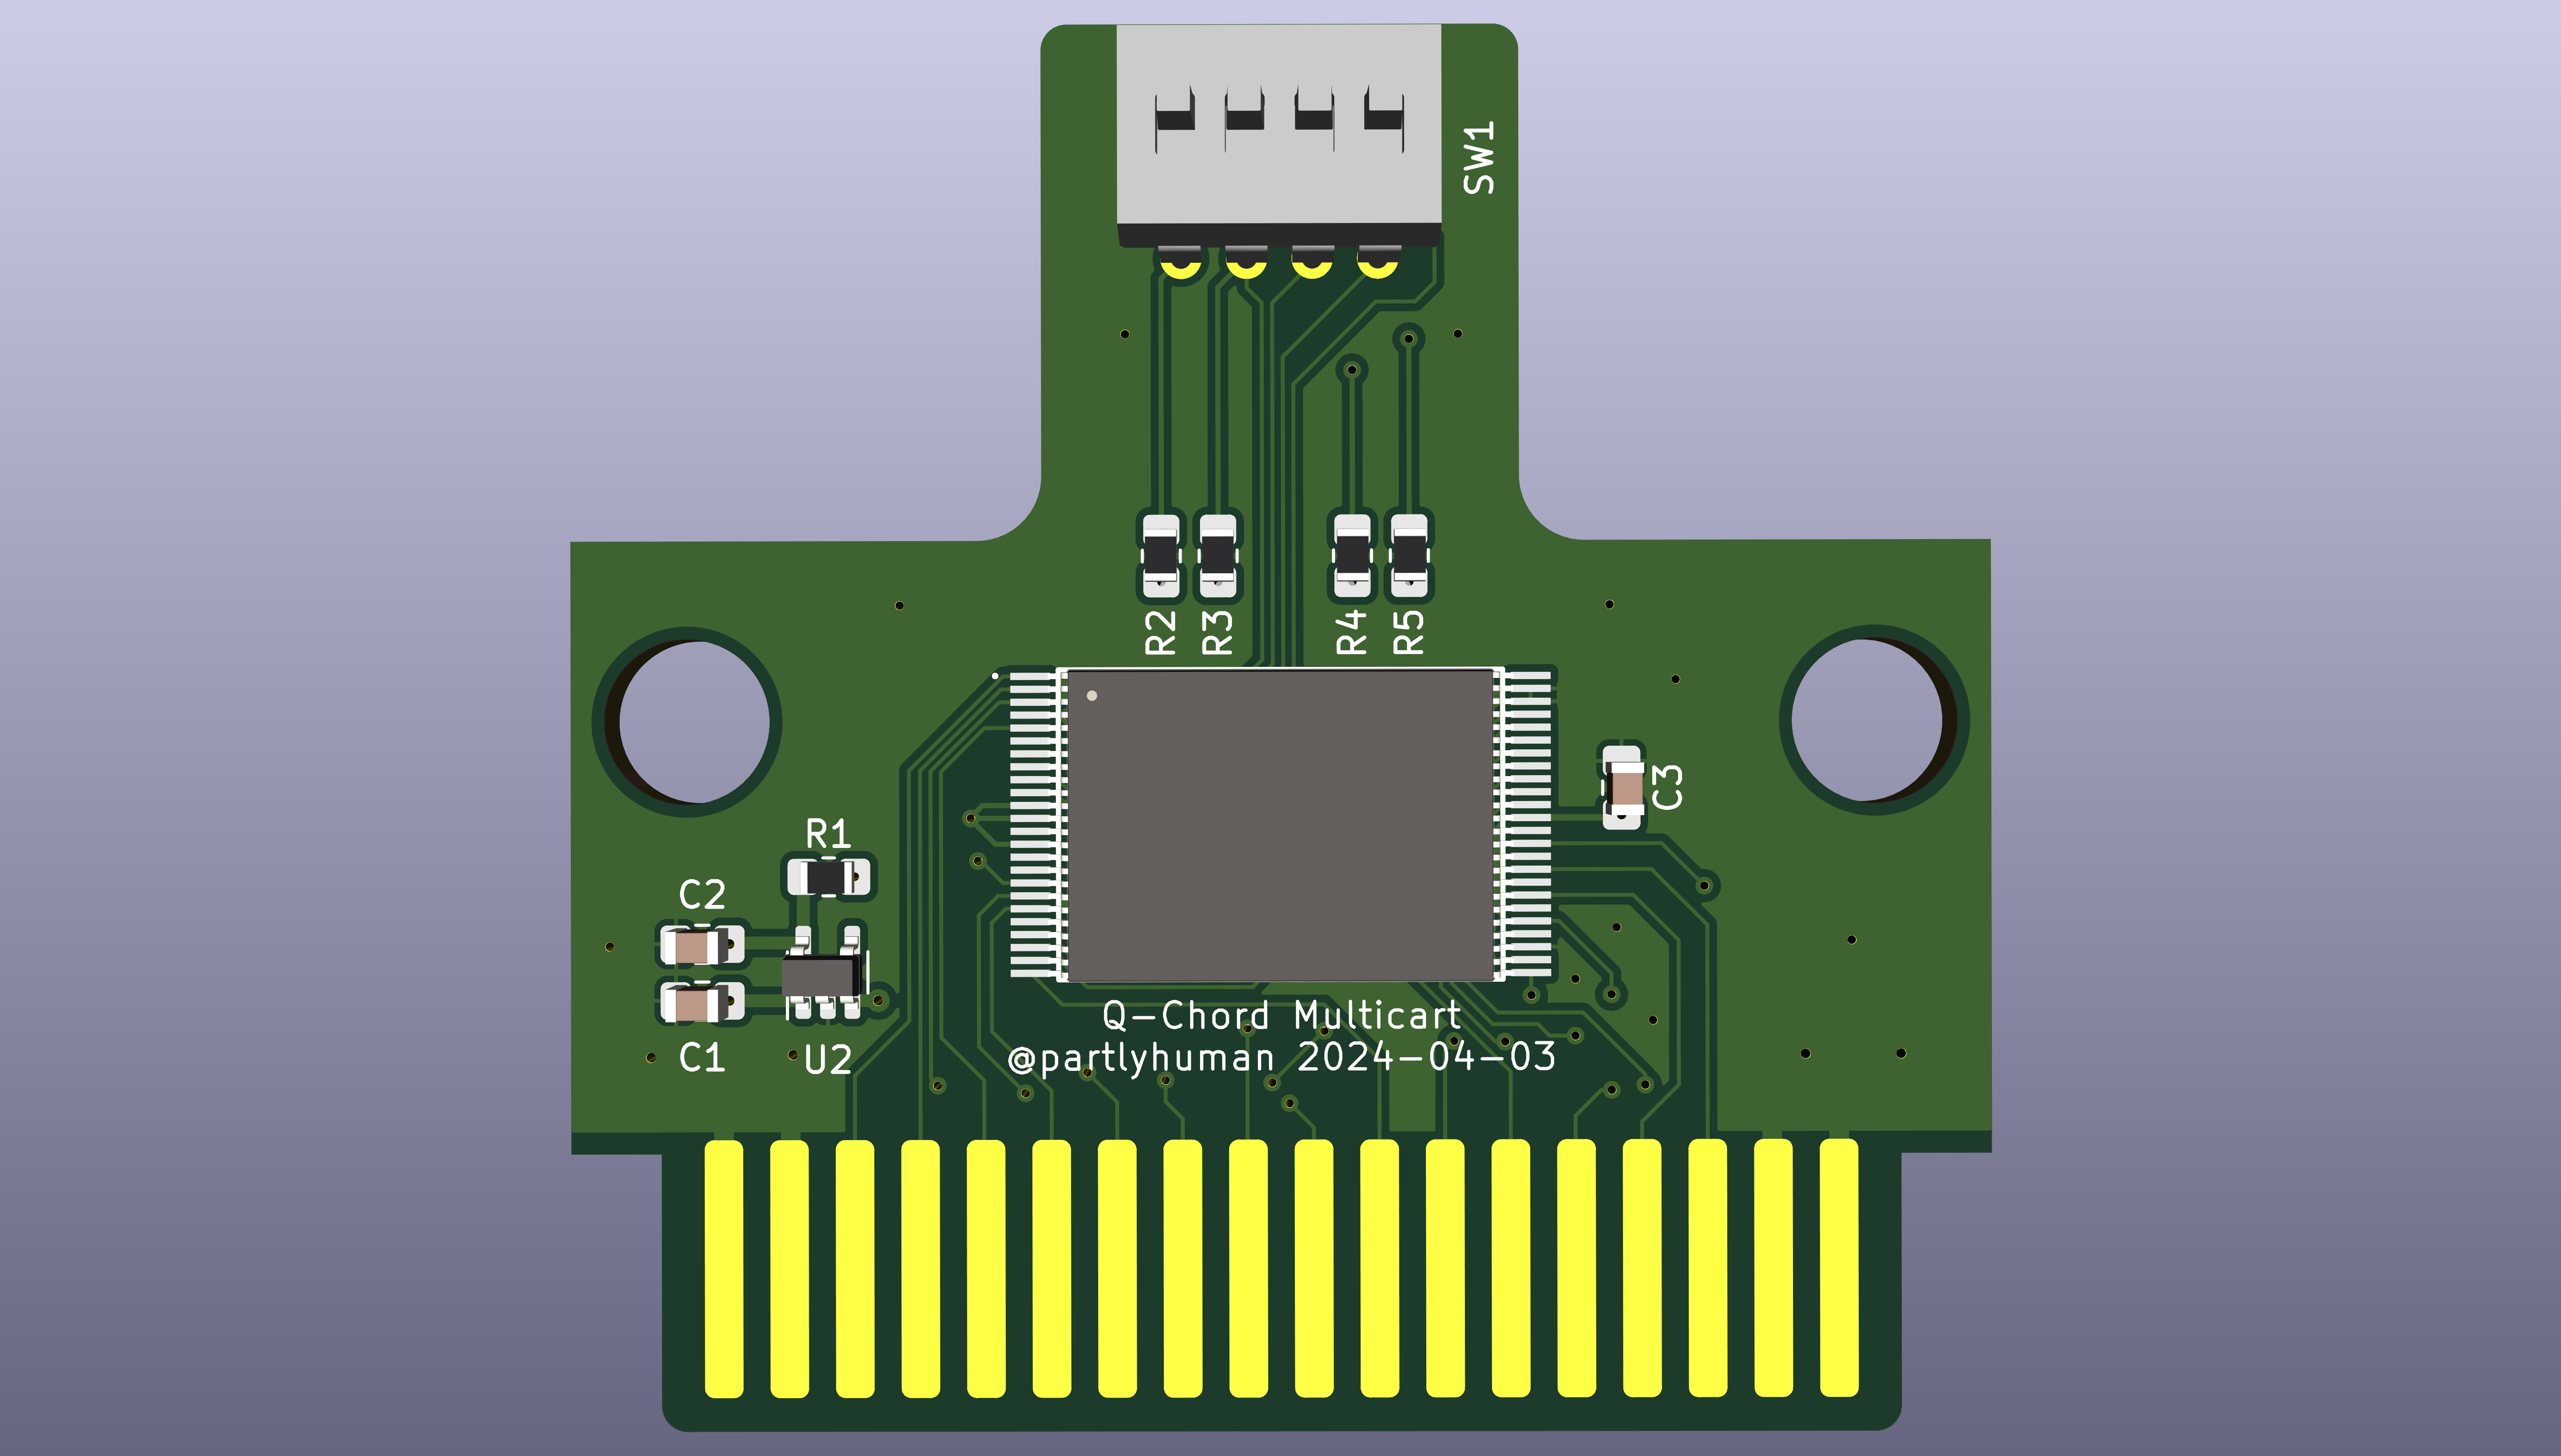 SW1
R2
R3
R4
R5
C3
R1
C2
Q-Chord Multicart
@partlyhuman 2024-04-03
C1
U2